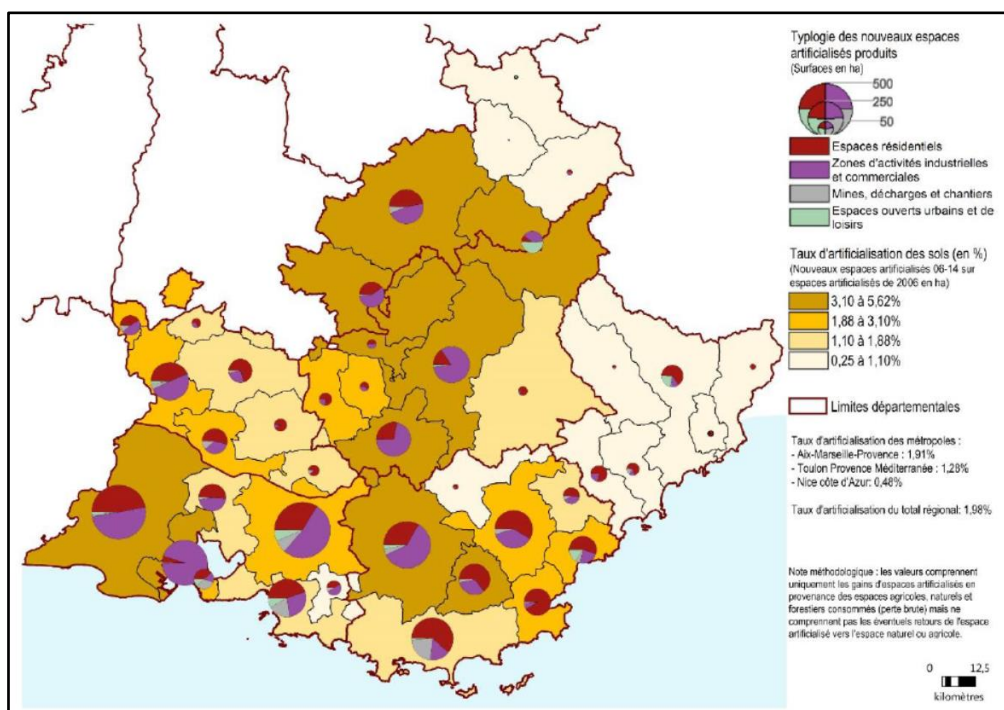 Typlogie des nouveaux espaces
artificialisés produits
(Surfaces en ha)
500
250
50
Espaces résidentiels
Zones d'activités industrielles
et commerciales
Mines, décharges et chantiers
Espaces ouverts urbains et de
loisirs
Taux d'artificialisation des sols (en %)
(Nouveaux espaces artificialisés 06-14 sur
espaces artificialisés de 2006 en ha)
3,10 à 5,62%
1,88 à 3,10%
1,10 à 1,88%
0,25 à 1,10%
Limites départementales
Taux d'artificialisation des métropoles :
- Aix-Marseille-Provence : 1,91%
- Toulon Provence Méditerranée : 1,28%
- Nice côte d'Azur: 0,48%
Taux d'artificialisation du total régional: 1,98%
Note méthodologique : les valeurs comprennent
uniquement les gains d'espaces artificialisés en
provenance des espaces agricoles, naturels et
forestiers consommés (perte brute) mais ne
comprennent pas les éventuels retours de l'espace
artificialisé vers l'espace naturel ou agricole.
0 12,5
kilomètres